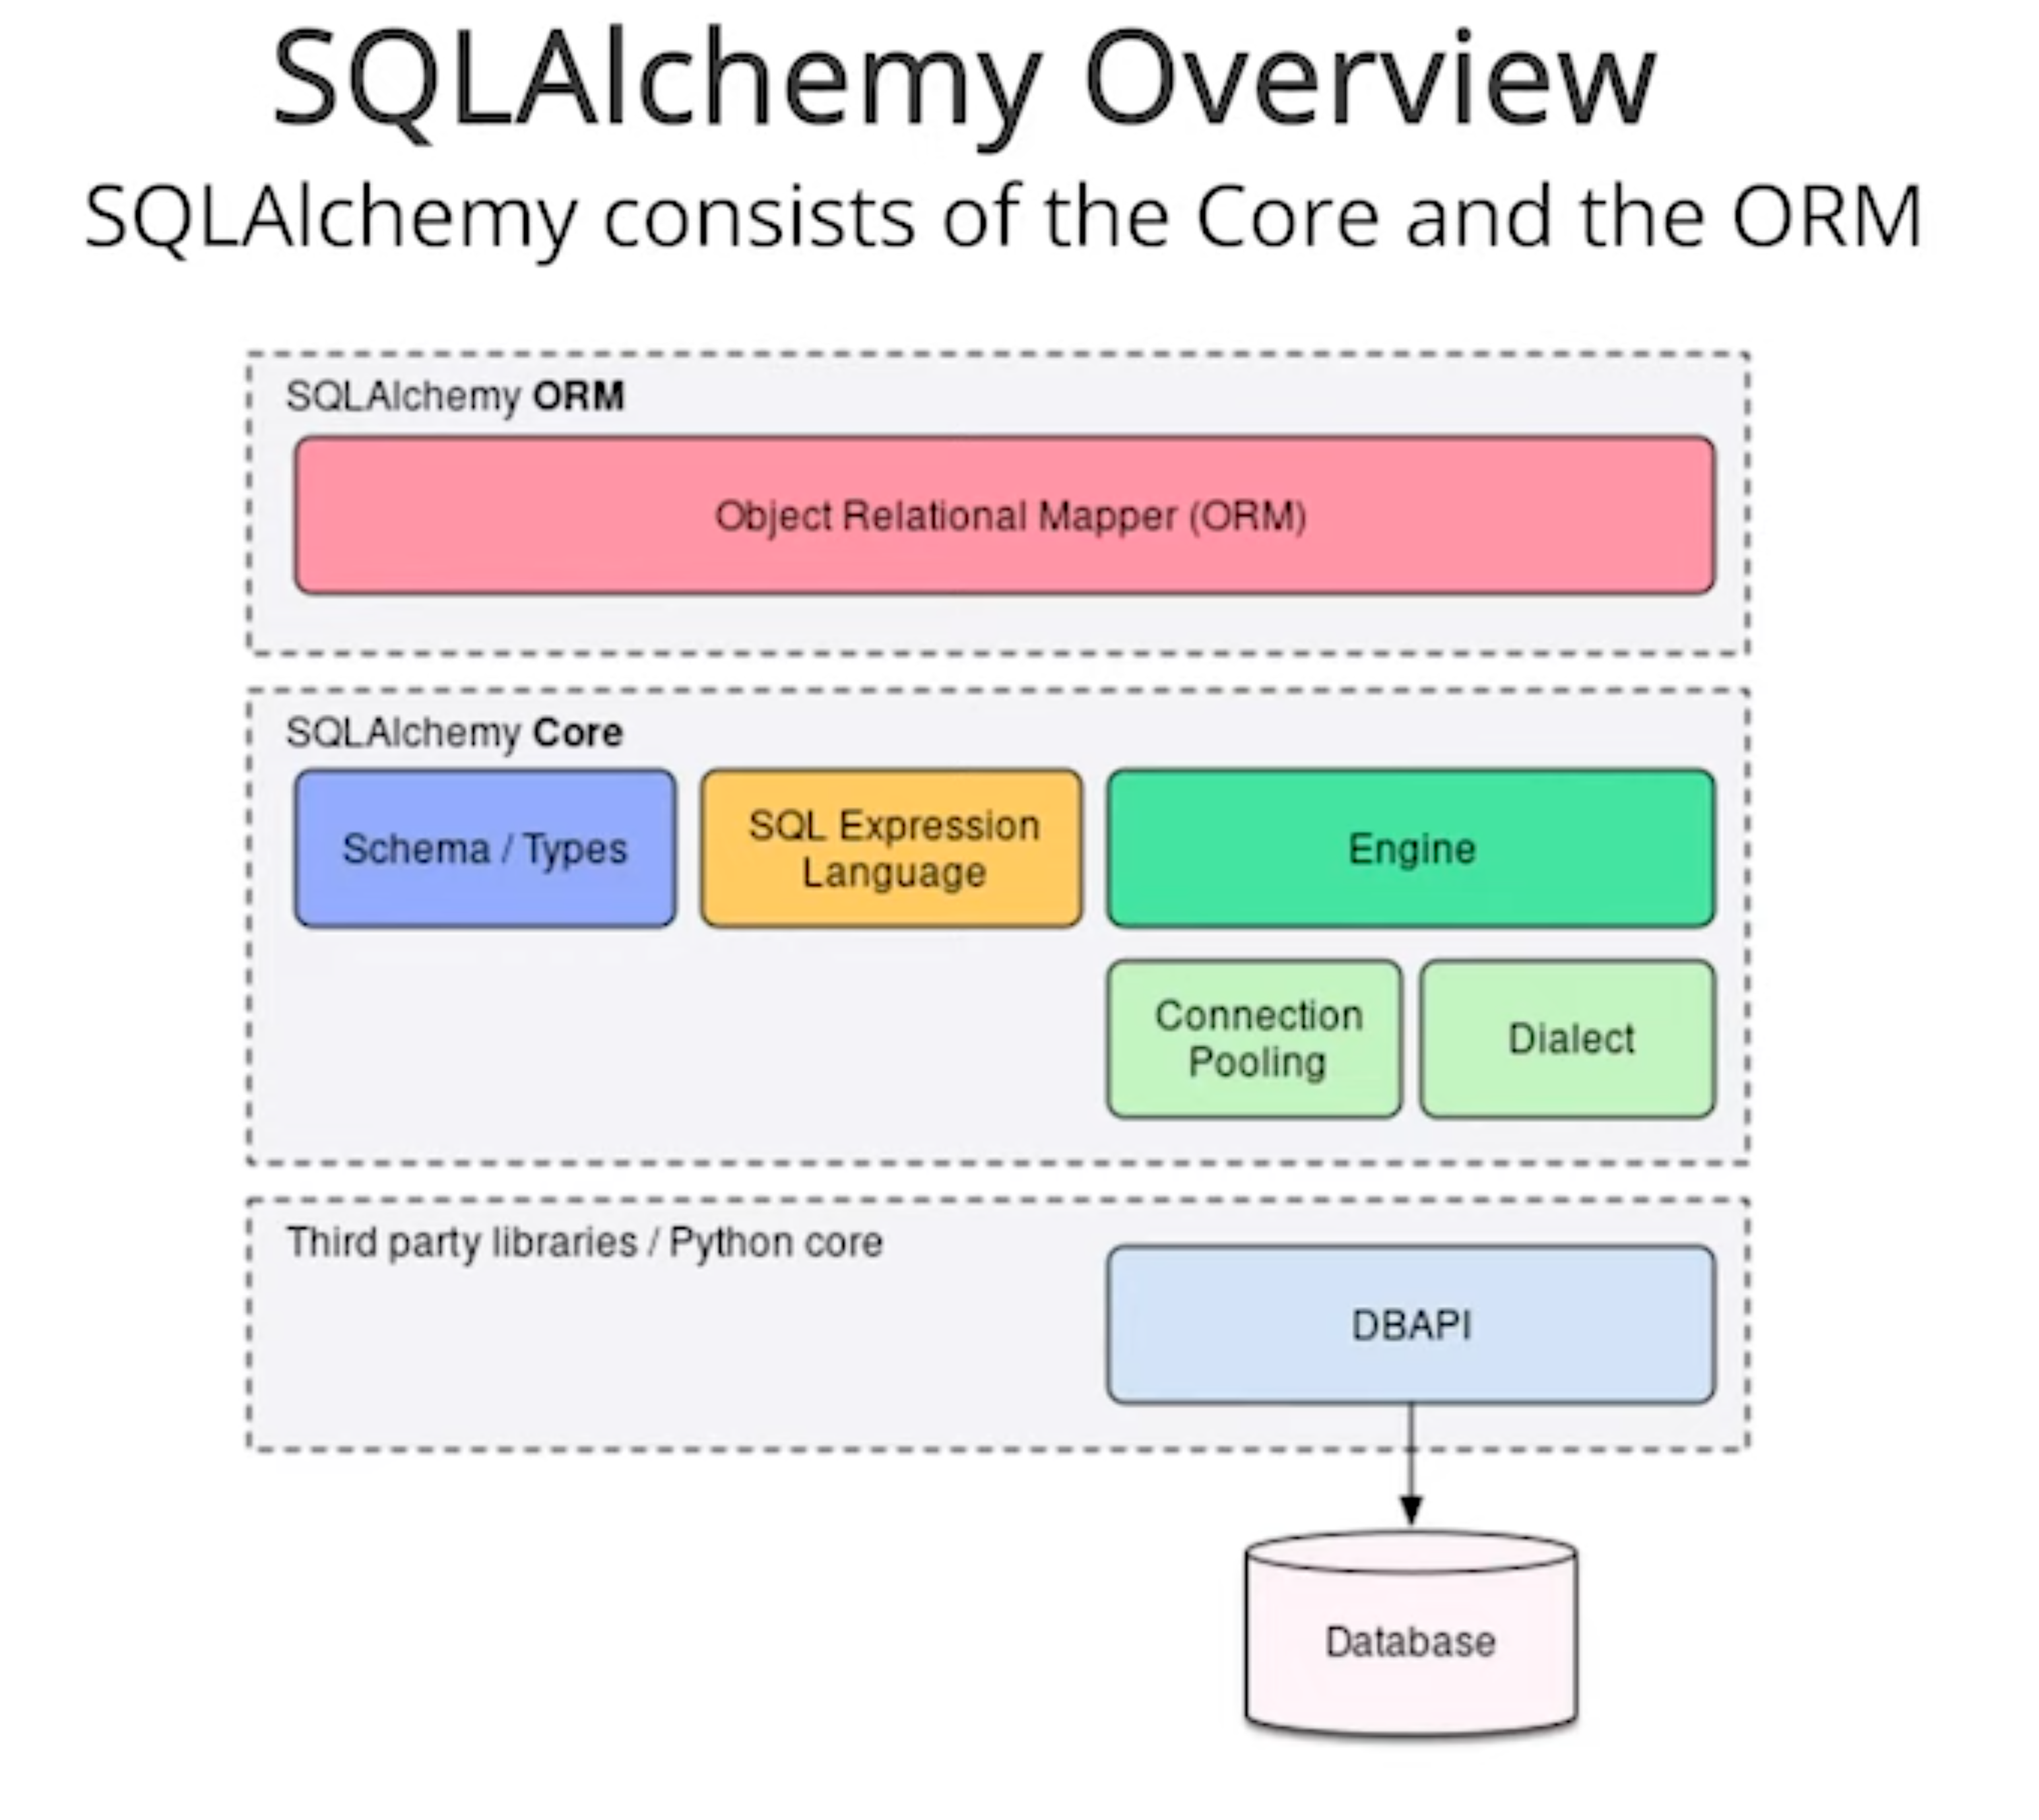 SQLAlchemy Overview
SQLAlchemy consists of the Core and the ORM
SQLAlchemy ORM
Object Relational Mapper (ORM)
SQLAlchemy Core
Schema / Types
SQL Expression
Language
Engine
Connection
Pooling
Dialect
Third party libraries / Python core
DBAPI
Database